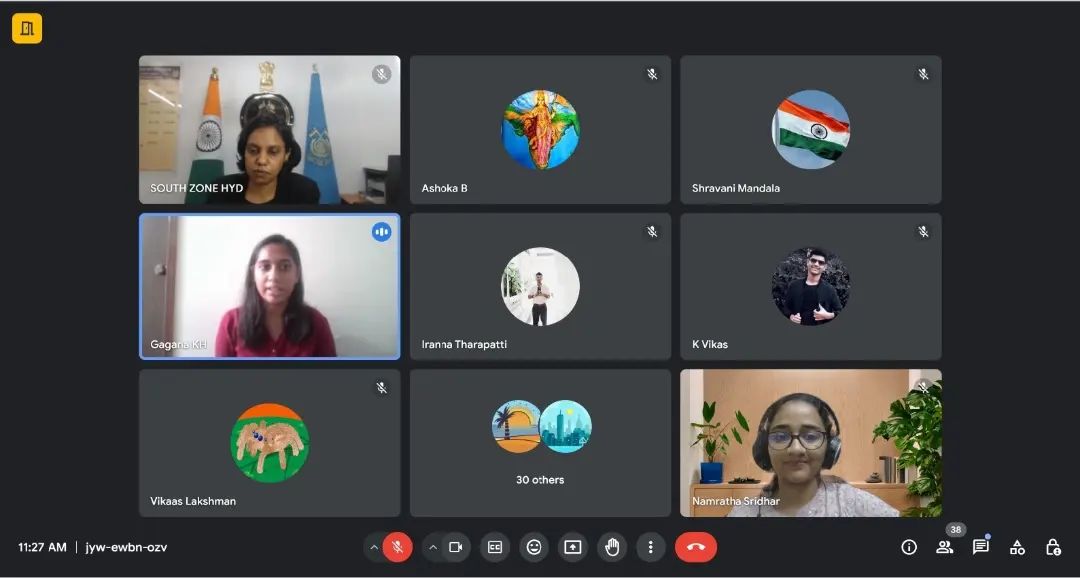 SOUTH ZONE HYD
Ashoka B
Shravani Mandala
Gagana KH
Iranna Tharapatti
K Vikas
Vikaas Lakshman
30 others
Namratha Sridhar
11:27 AM | jyw-ewbn-ozv
CC
38